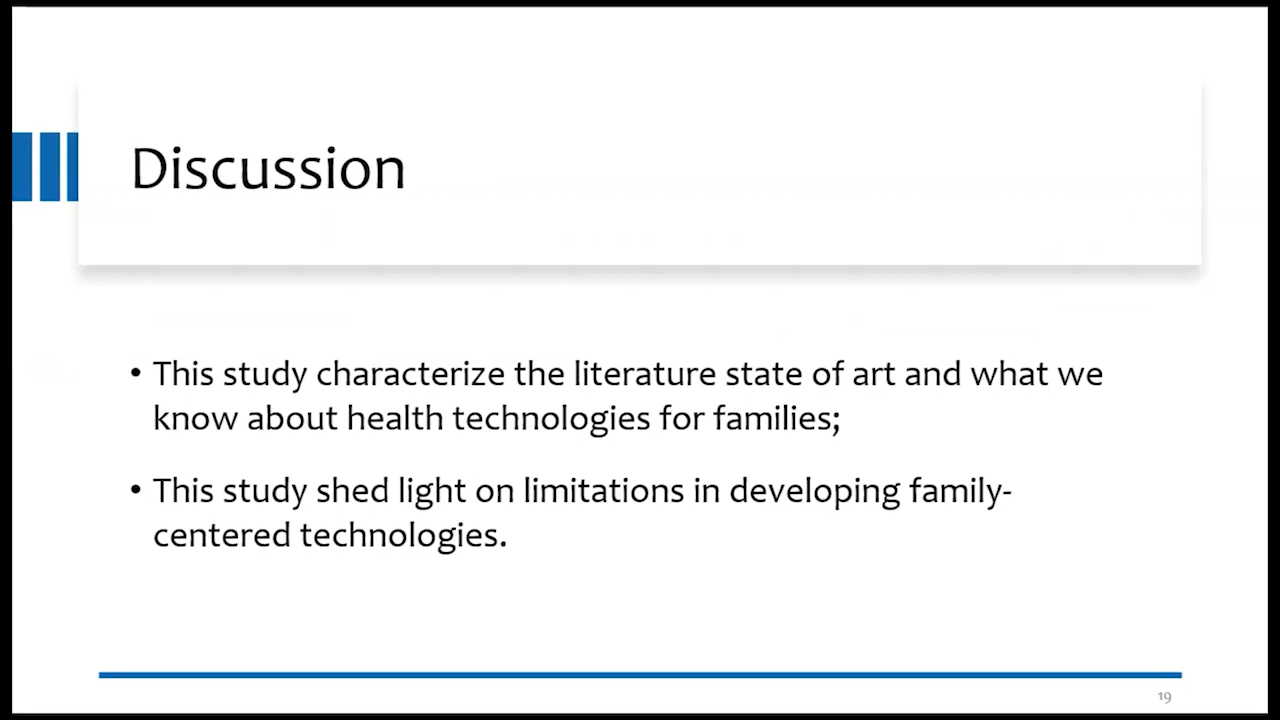 Discussion
• This study characterize the literature state of art and what we
know about health technologies for families;
• This study shed light on limitations in developing family-
centered technologies.
19